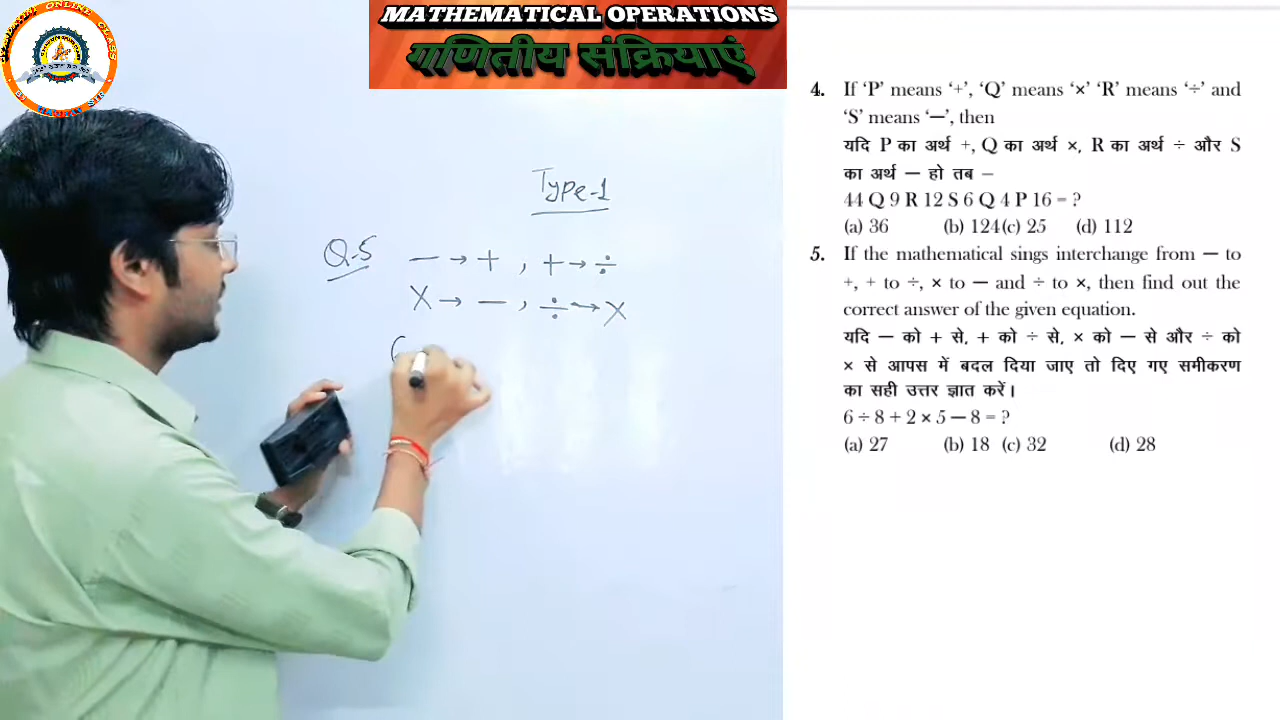 MATHEMATICAL OPERATIONS
गणितीय संक्रियाएं
ONLINE CLASS
Type-1
Q.5 — → + , + → ÷
× → — , ÷ → ×
6
4. If ‘P’ means ‘+’, ‘Q’ means ‘×’ ‘R’ means ‘÷’ and
‘S’ means ‘—’, then
यदि P का अर्थ +, Q का अर्थ ×, R का अर्थ ÷ और S
का अर्थ — हो तब –
44 Q 9 R 12 S 6 Q 4 P 16 = ?
(a) 36 (b) 124 (c) 25 (d) 112
5. If the mathematical sings interchange from — to
+, + to ÷, × to — and ÷ to ×, then find out the
correct answer of the given equation.
यदि — को + से, + को ÷ से, × को — से और ÷ को
× से आपस में बदल दिया जाए तो दिए गए समीकरण
का सही उत्तर ज्ञात करें।
6 ÷ 8 + 2 × 5 — 8 = ?
(a) 27 (b) 18 (c) 32 (d) 28